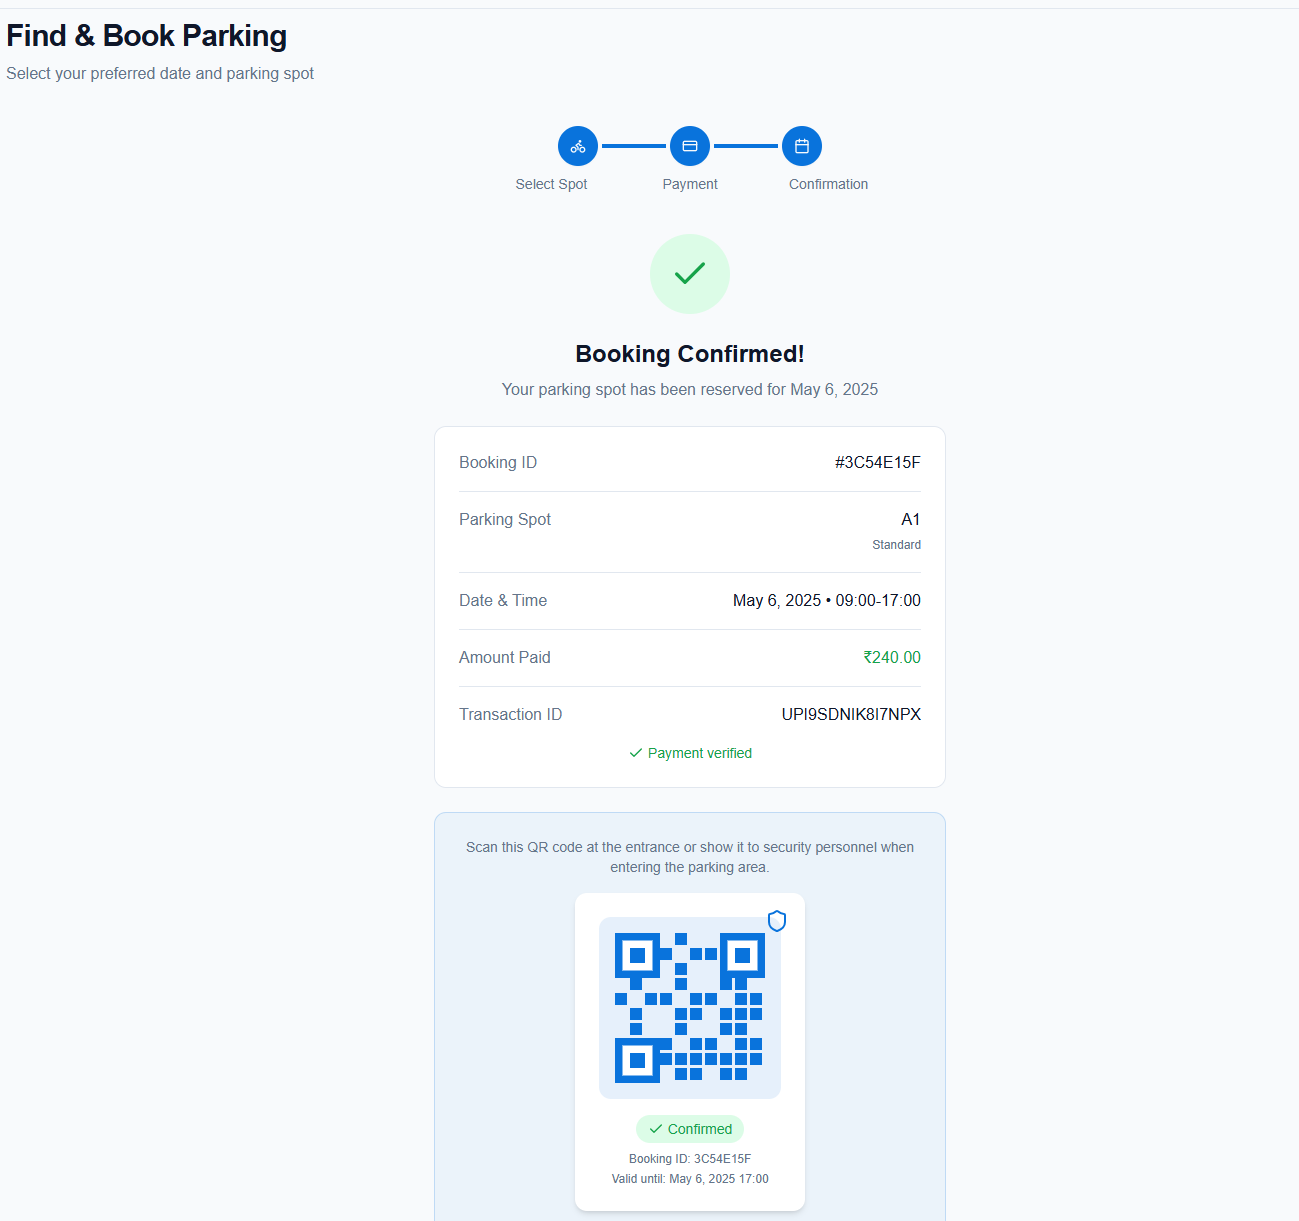 Find & Book Parking
Select your preferred date and parking spot
Select Spot
Payment
Confirmation
Booking Confirmed!
Your parking spot has been reserved for May 6, 2025
Booking ID
#3C54E15F
Parking Spot
A1
Standard
Date & Time
May 6, 2025 • 09:00-17:00
Amount Paid
₹240.00
Transaction ID
UPI9SDNIK8I7NPX
Payment verified
Scan this QR code at the entrance or show it to security personnel when
entering the parking area.
Confirmed
Booking ID: 3C54E15F
Valid until: May 6, 2025 17:00